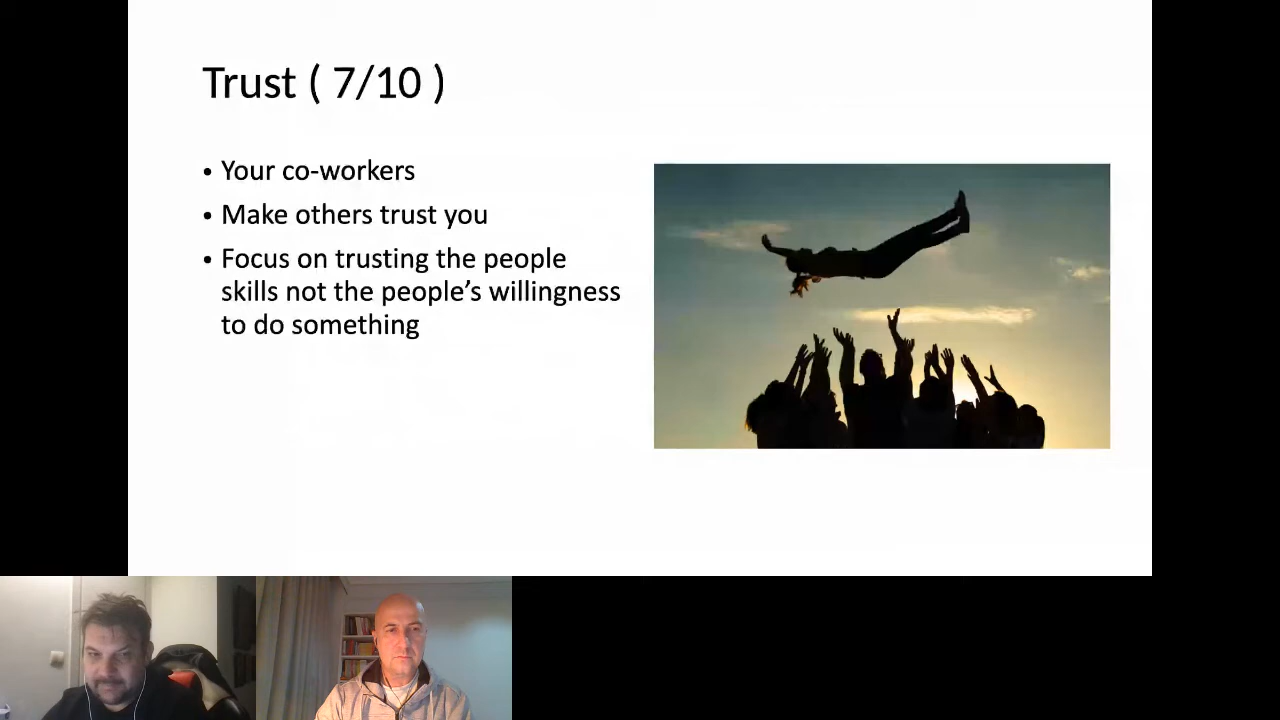 Trust ( 7/10 )
• Your co-workers
• Make others trust you
• Focus on trusting the people
skills not the people’s willingness
to do something